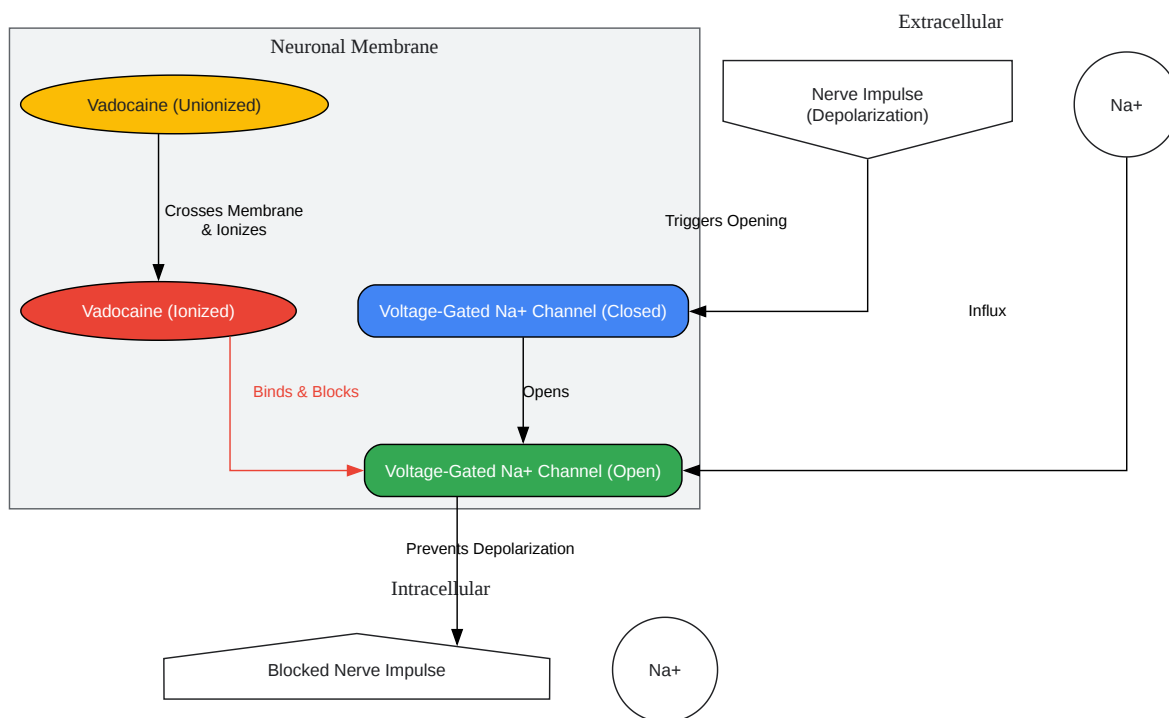 Extracellular
Neuronal Membrane
Vadocaine (Unionized)
Nerve Impulse
(Depolarization)
Na+
Crosses Membrane
& Ionizes
Triggers Opening
Vadocaine (Ionized)
Voltage-Gated Na+ Channel (Closed)
Influx
Binds & Blocks
Opens
Voltage-Gated Na+ Channel (Open)
Prevents Depolarization
Intracellular
Blocked Nerve Impulse
Na+